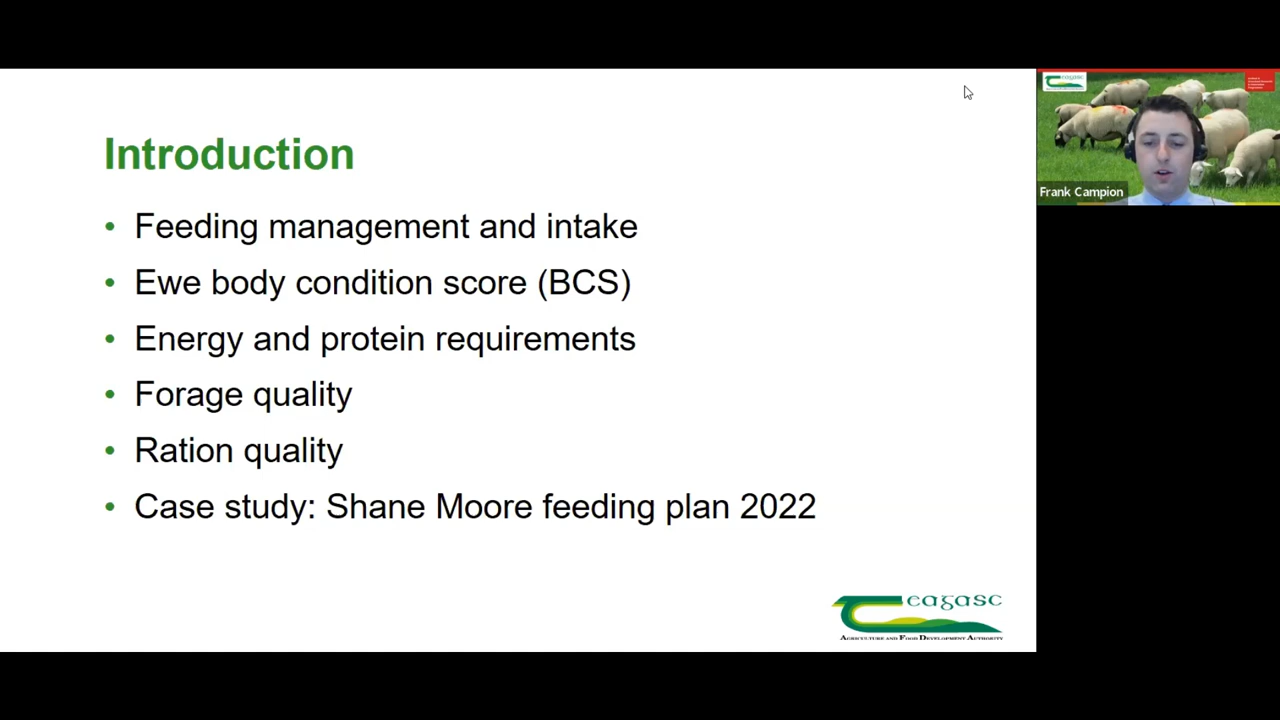 Introduction
• Feeding management and intake
• Ewe body condition score (BCS)
• Energy and protein requirements
• Forage quality
• Ration quality
• Case study: Shane Moore feeding plan 2022
teagasc
AGRICULTURE AND FOOD DEVELOPMENT AUTHORITY
teagasc
Frank Campion